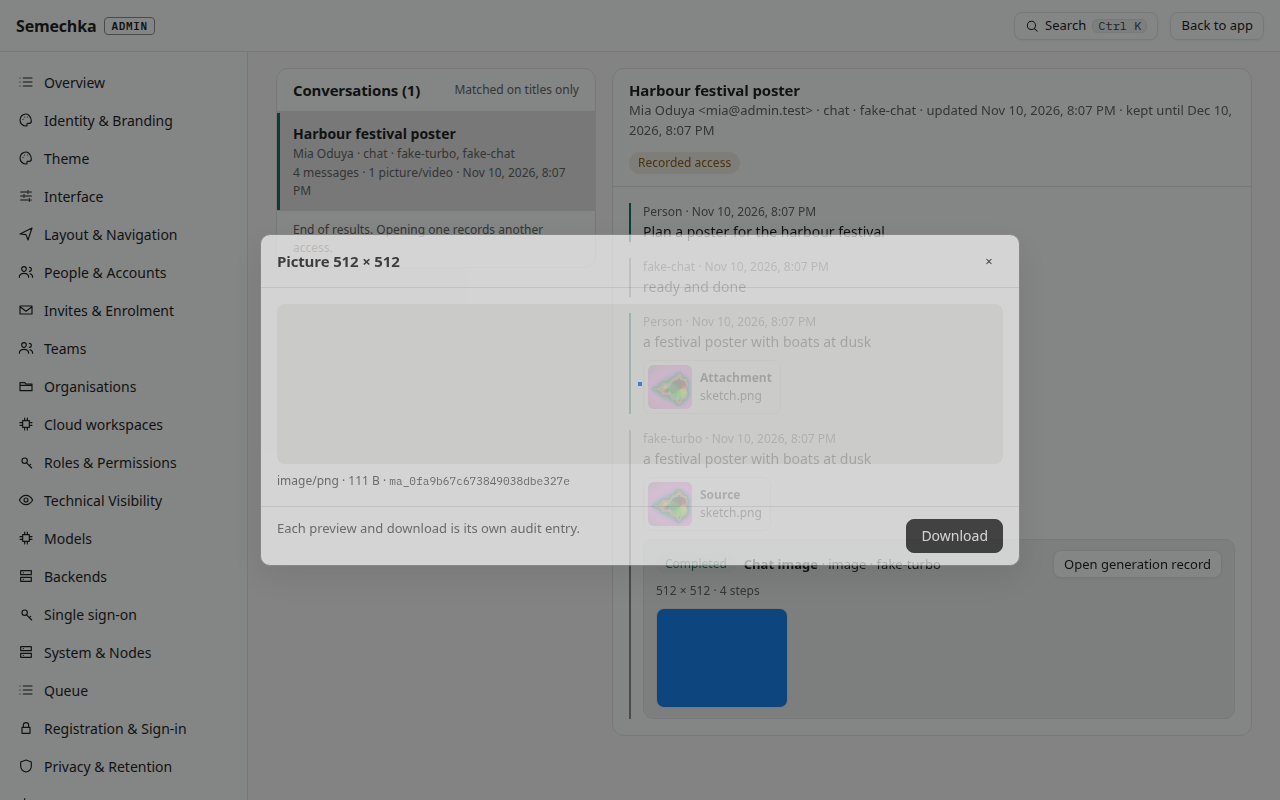 Semechka ADMIN
Search Ctrl K
Back to app
Overview
Identity & Branding
Theme
Interface
Layout & Navigation
People & Accounts
Invites & Enrolment
Teams
Organisations
Cloud workspaces
Roles & Permissions
Technical Visibility
Models
Backends
Single sign-on
System & Nodes
Queue
Registration & Sign-in
Privacy & Retention
Conversations (1) Matched on titles only
Harbour festival poster
Mia Oduya · chat · fake-turbo, fake-chat
4 messages · 1 picture/video · Nov 10, 2026, 8:07
PM
End of results. Opening one records another
access.
Harbour festival poster
Mia Oduya <mia@admin.test> · chat · fake-chat · updated Nov 10, 2026, 8:07 PM · kept until Dec 10,
2026, 8:07 PM
Recorded access
Person · Nov 10, 2026, 8:07 PM
Plan a poster for the harbour festival
fake-chat · Nov 10, 2026, 8:07 PM
ready and done
Person · Nov 10, 2026, 8:07 PM
a festival poster with boats at dusk
Attachment
sketch.png
fake-turbo · Nov 10, 2026, 8:07 PM
a festival poster with boats at dusk
Source
sketch.png
Completed Chat image · image · fake-turbo
Open generation record
512 × 512 · 4 steps
Picture 512 × 512
×
image/png · 111 B · ma_0fa9b67c673849038dbe327e
Each preview and download is its own audit entry.
Download